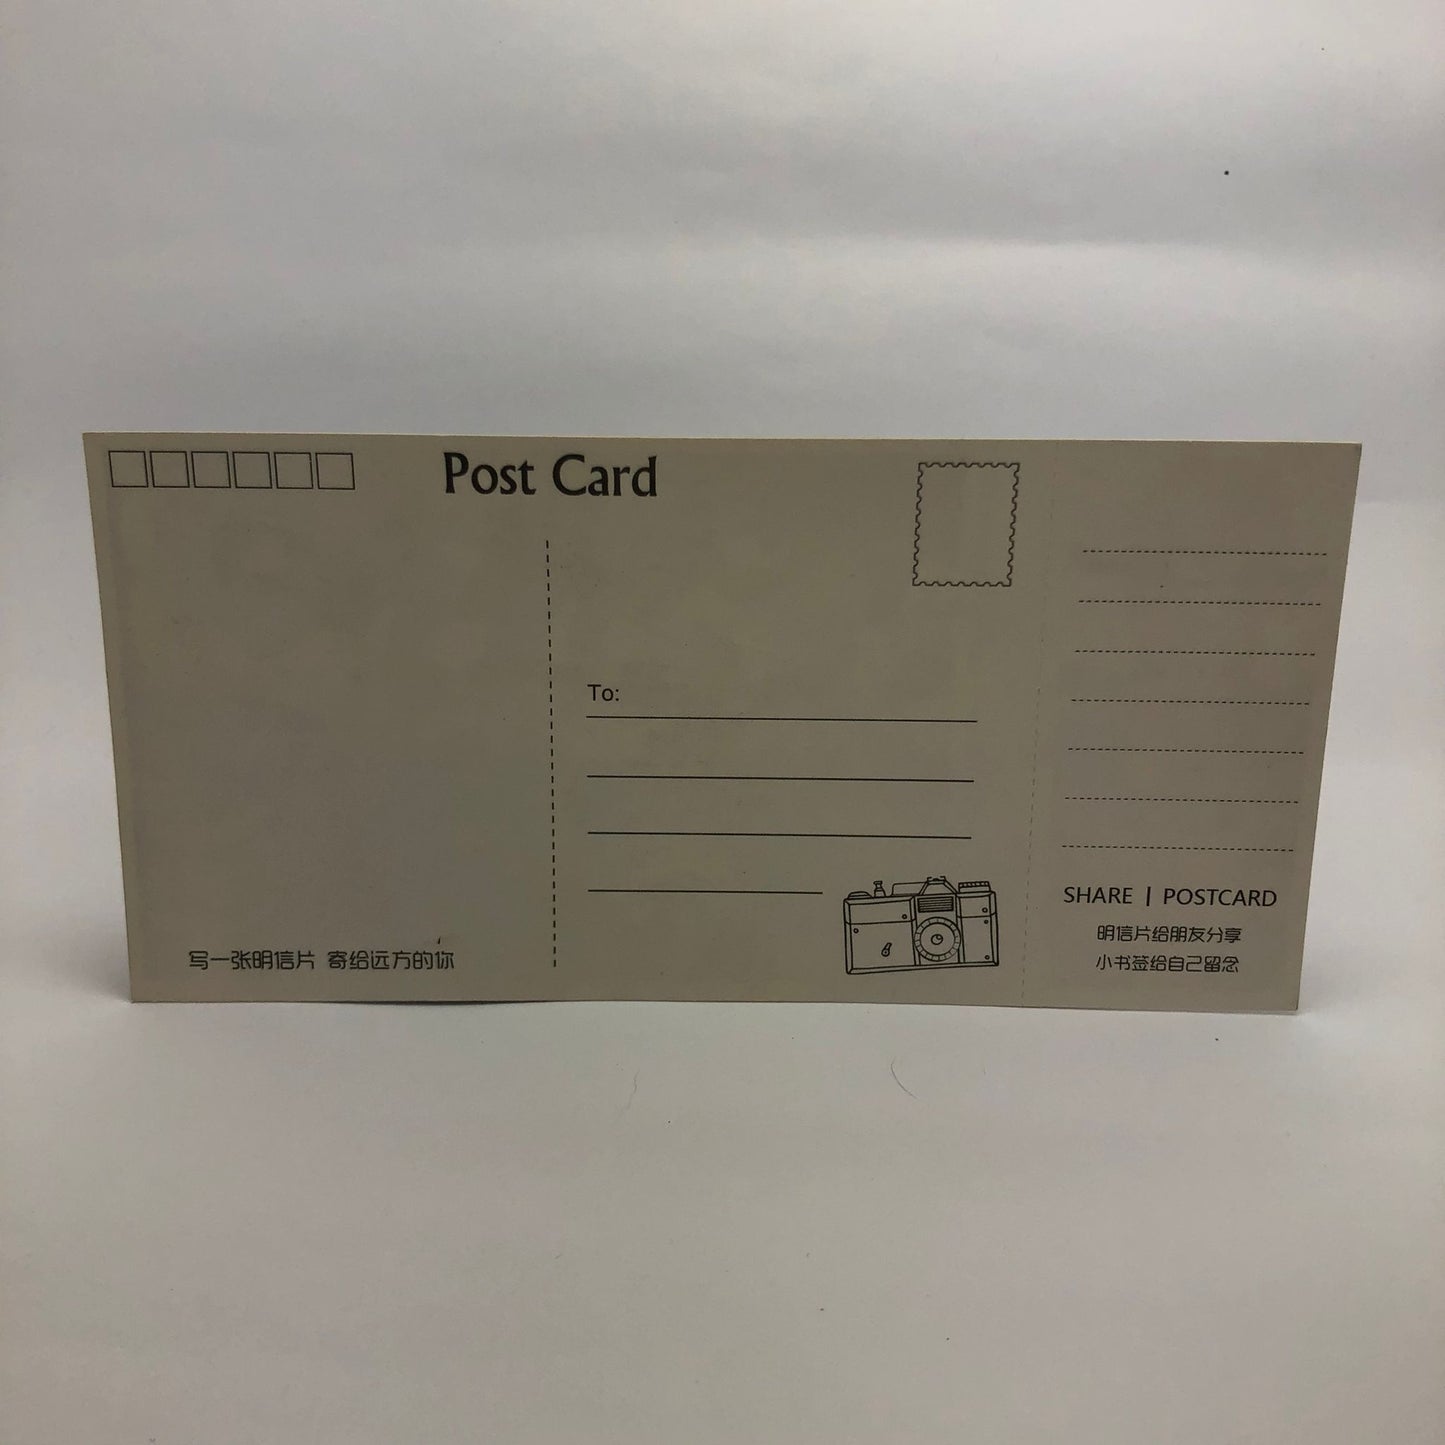 Post Card
To:
写一张明信片 寄给远方的你
SHARE | POSTCARD
明信片给朋友分享
小书签给自己留念